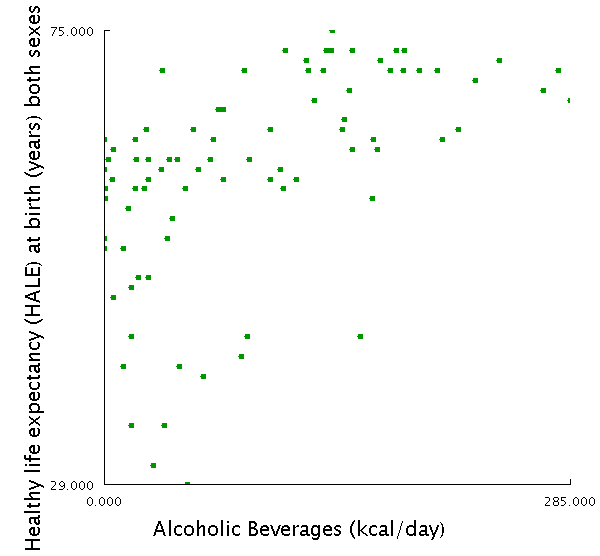 Healthy life expectancy (HALE) at birth (years) both sexes
75.000
29.000
0.000
285.000
Alcoholic Beverages (kcal/day)